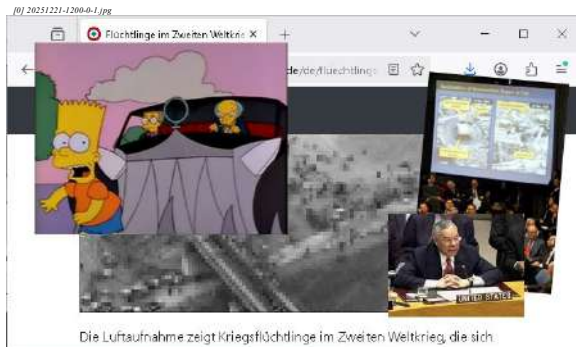 [0] 20251221-1200-0-1.jpg
Flüchtlinge im Zweiten Weltkrie
de/de/fluechtlinge
UNITED STATES
Die Luftaufnahme zeigt Kriegsflüchtlinge im Zweiten Weltkrieg, die sich